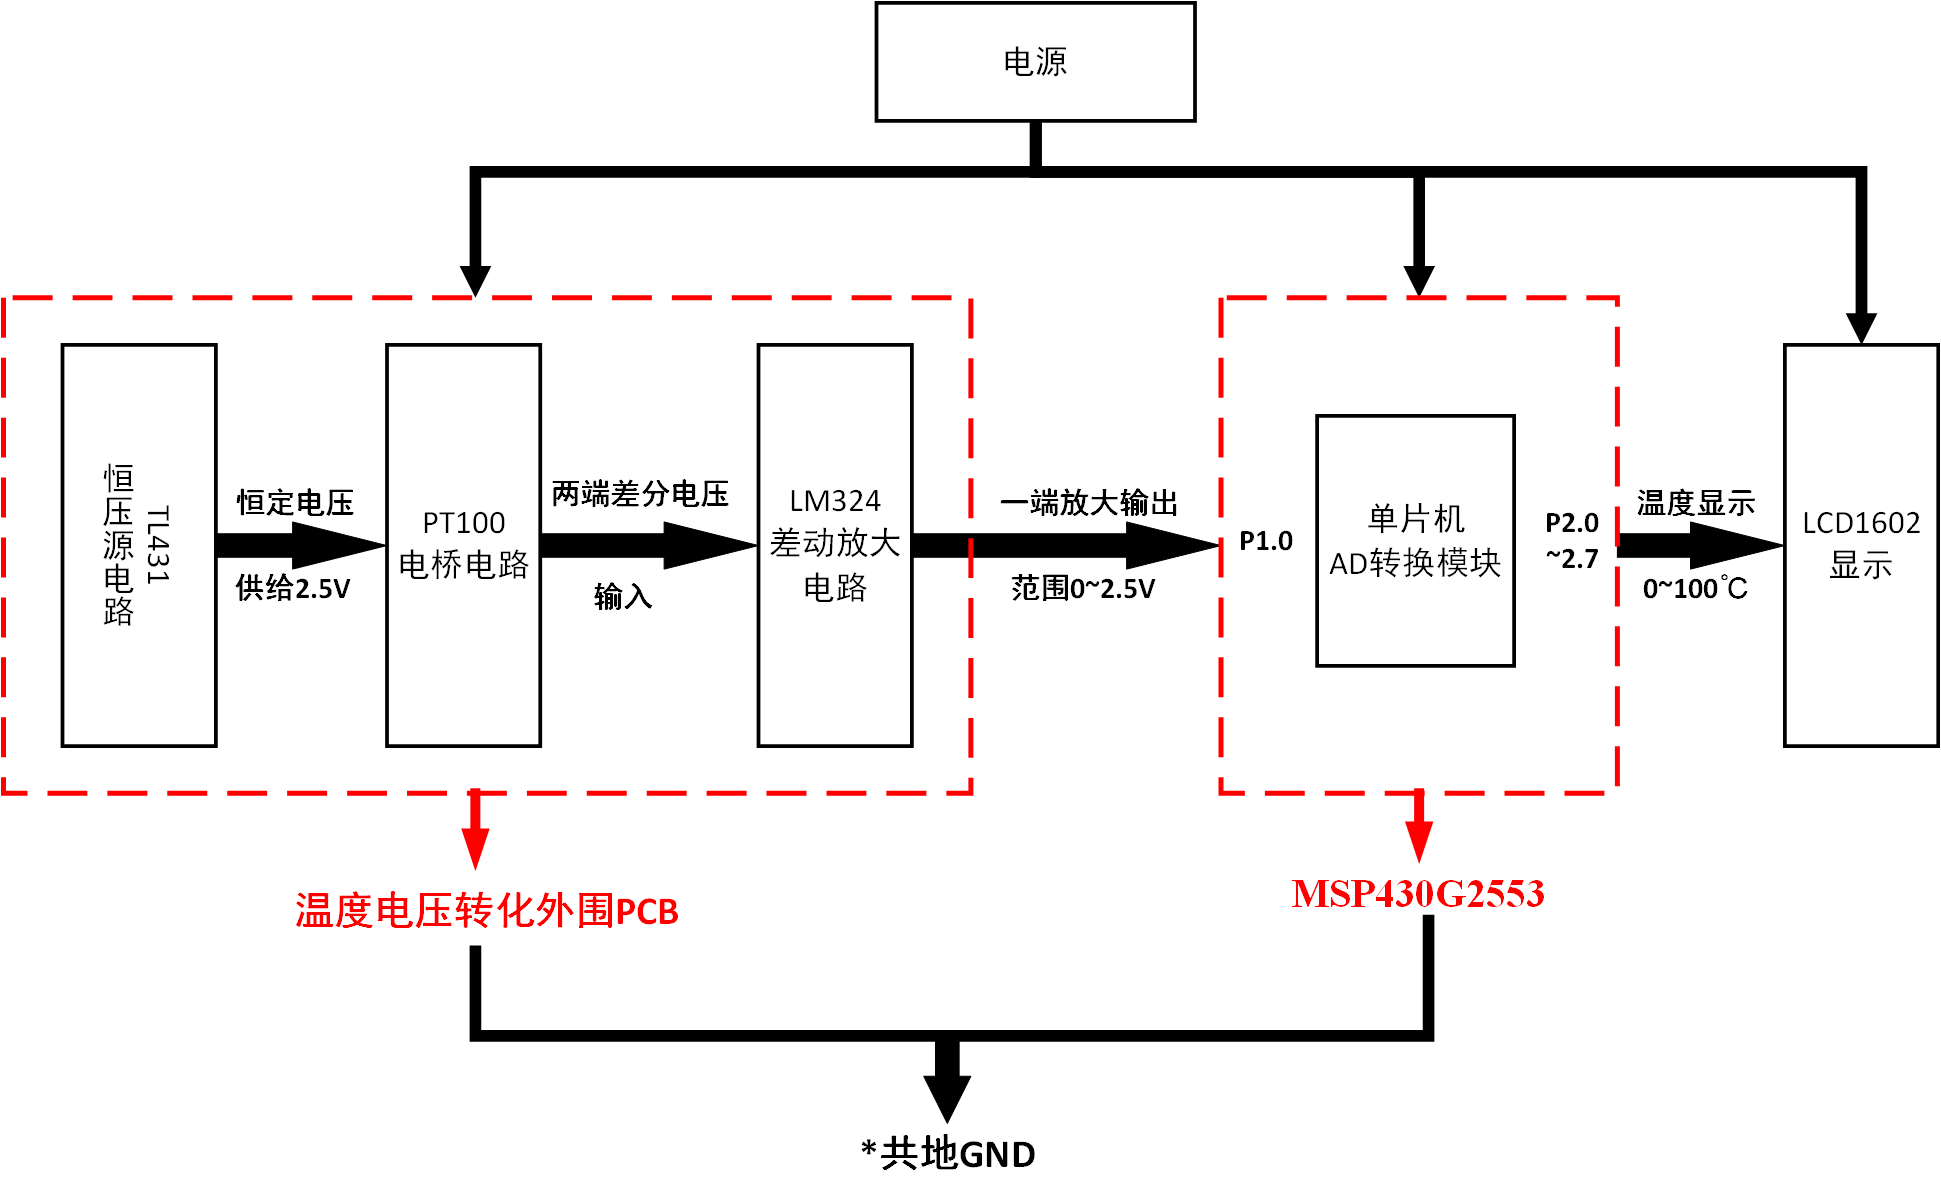 电源
恒压源电路
TL431
恒定电压
供给2.5V
PT100
电桥电路
两端差分电压
输入
LM324
差动放大
电路
一端放大输出
范围0~2.5V
P1.0
单片机
AD转换模块
P2.0
~2.7
温度显示
0~100℃
LCD1602
显示
温度电压转化外围PCB
MSP430G2553
*共地GND